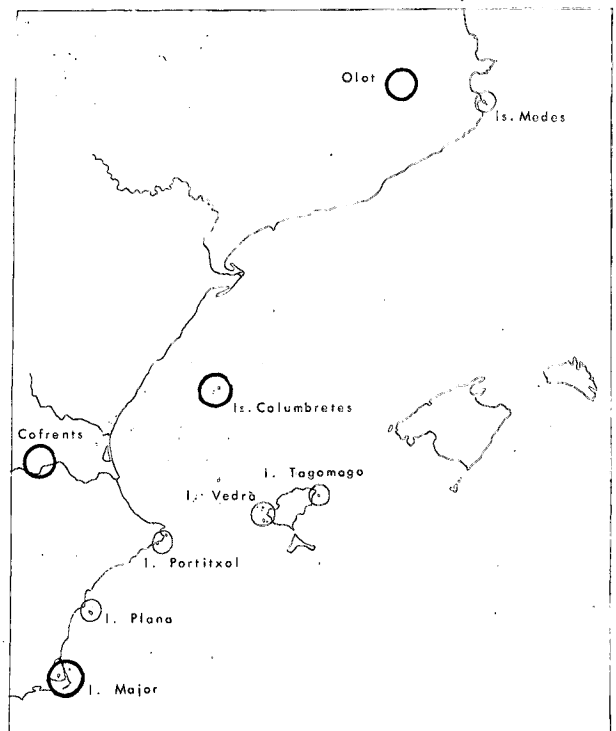 Olot
Is. Medes
Is. Columbretes
Cofrents
I. Tagomago
I. Vedrà
I. Portitxol
I. Plana
I. Major